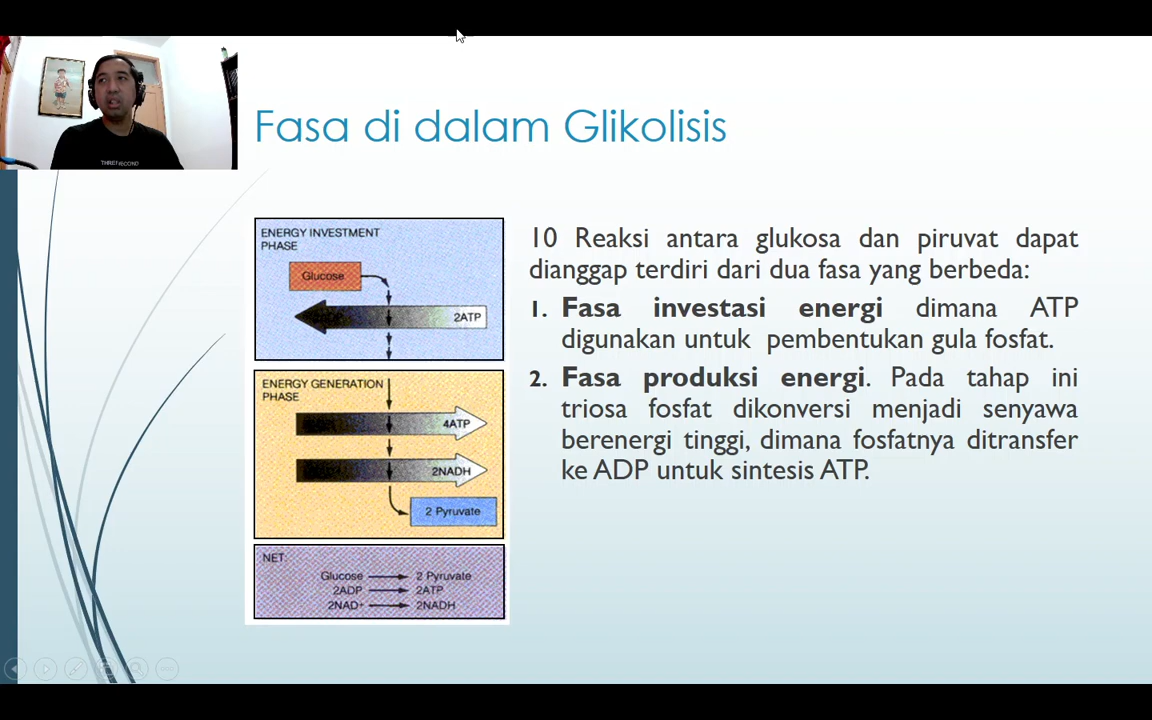 THREESECOND
Fasa di dalam Glikolisis
ENERGY INVESTMENT
PHASE
Glucose
2ATP
ENERGY GENERATION
PHASE
4ATP
2NADH
2 Pyruvate
NET:
Glucose → 2 Pyruvate
2ADP → 2ATP
2NAD+ → 2NADH
10 Reaksi antara glukosa dan piruvat dapat
dianggap terdiri dari dua fasa yang berbeda:
1. Fasa investasi energi dimana ATP
digunakan untuk pembentukan gula fosfat.
2. Fasa produksi energi. Pada tahap ini
triosa fosfat dikonversi menjadi senyawa
berenergi tinggi, dimana fosfatnya ditransfer
ke ADP untuk sintesis ATP.